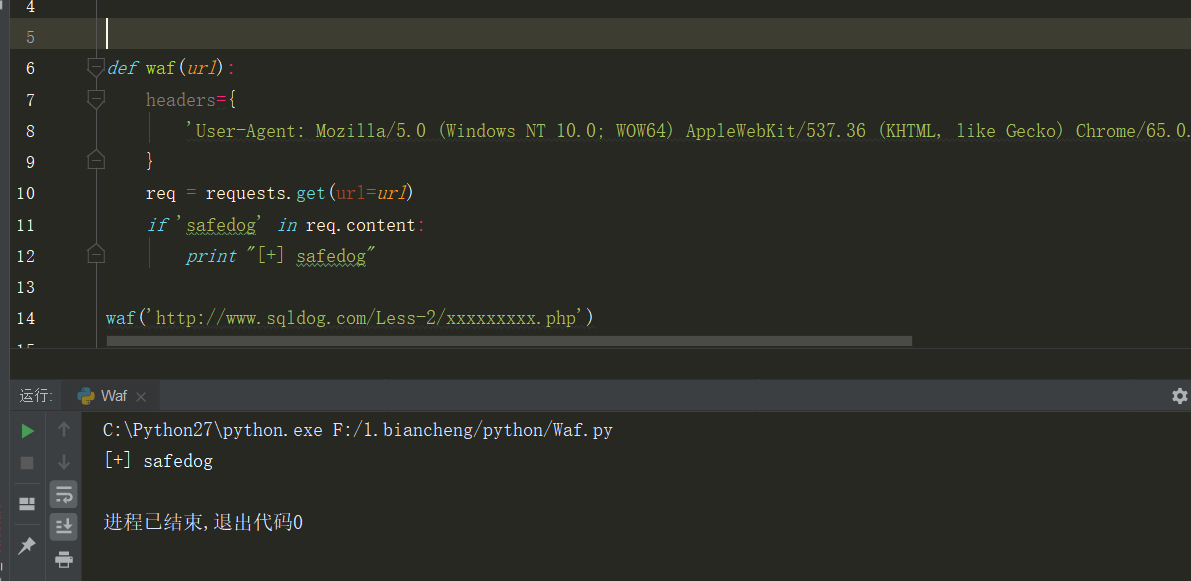 4
5
6 def waf(url):
7 headers={
8 'User-Agent: Mozilla/5.0 (Windows NT 10.0; WOW64) AppleWebKit/537.36 (KHTML, like Gecko) Chrome/65.0.
9 }
10 req = requests.get(url=url)
11 if 'safedog' in req.content:
12 print "[+] safedog"
13
14 waf('http://www.sqldog.com/Less-2/xxxxxxxxx.php')
运行: Waf
C:\Python27\python.exe F:/1.biancheng/python/Waf.py
[+] safedog
进程已结束,退出代码0